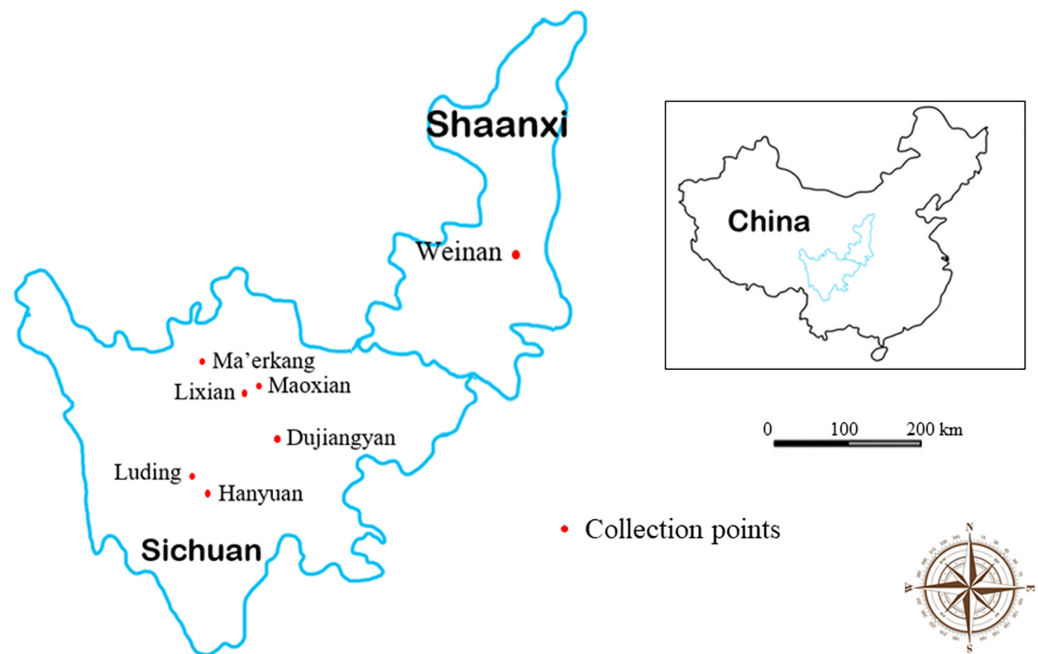 Shaanxi
Weinan
China
Ma'erkang
Lixian
Maoxian
Dujiangyan
Luding
Hanyuan
Sichuan
0 100 200 km
Collection points
N
W
E
S